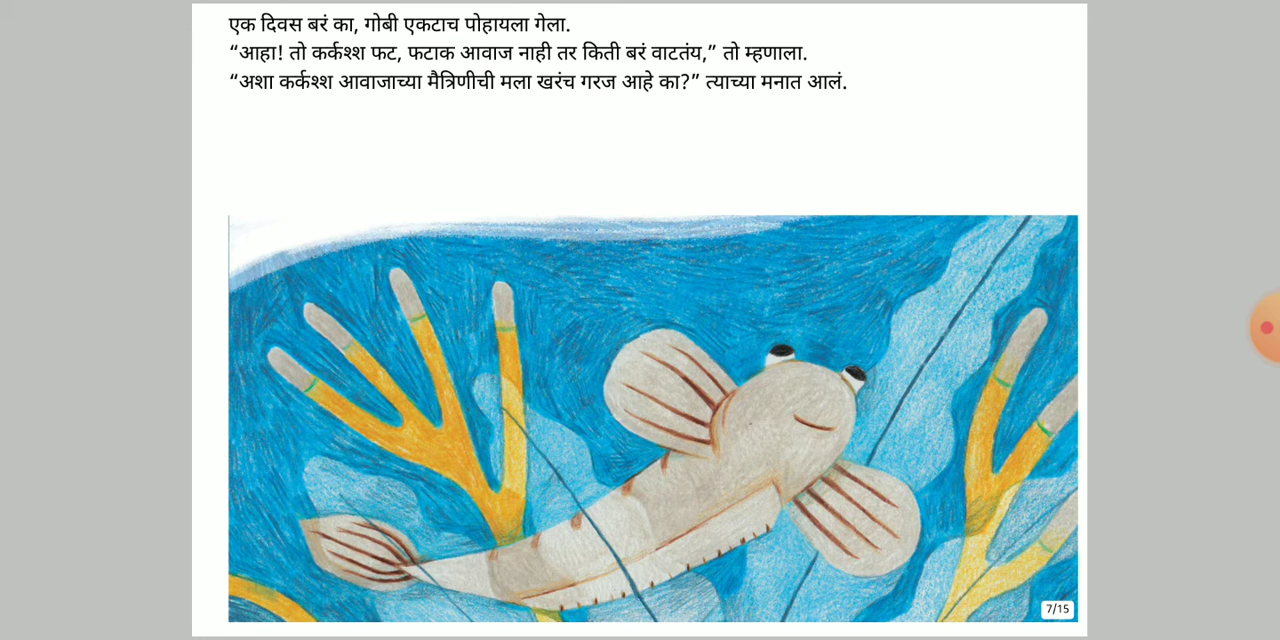 एक दिवस बरं का, गोबी एकटाच पोहायला गेला.
“आहा! तो कर्कश्श फट, फटाक आवाज नाही तर किती बरं वाटतंय,” तो म्हणाला.
“अशा कर्कश्श आवाजाच्या मैत्रिणीची मला खरंच गरज आहे का?” त्याच्या मनात आलं.
7/15